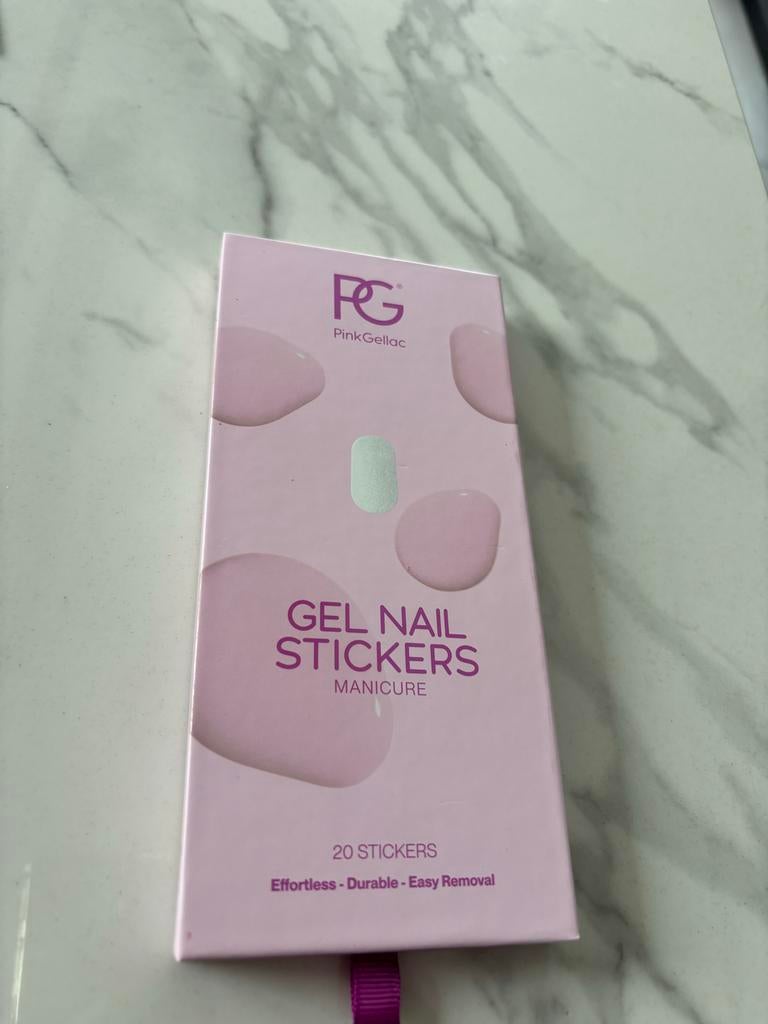 PG®
PinkGellac
GEL NAIL
STICKERS
MANICURE
20 STICKERS
Effortless - Durable - Easy Removal